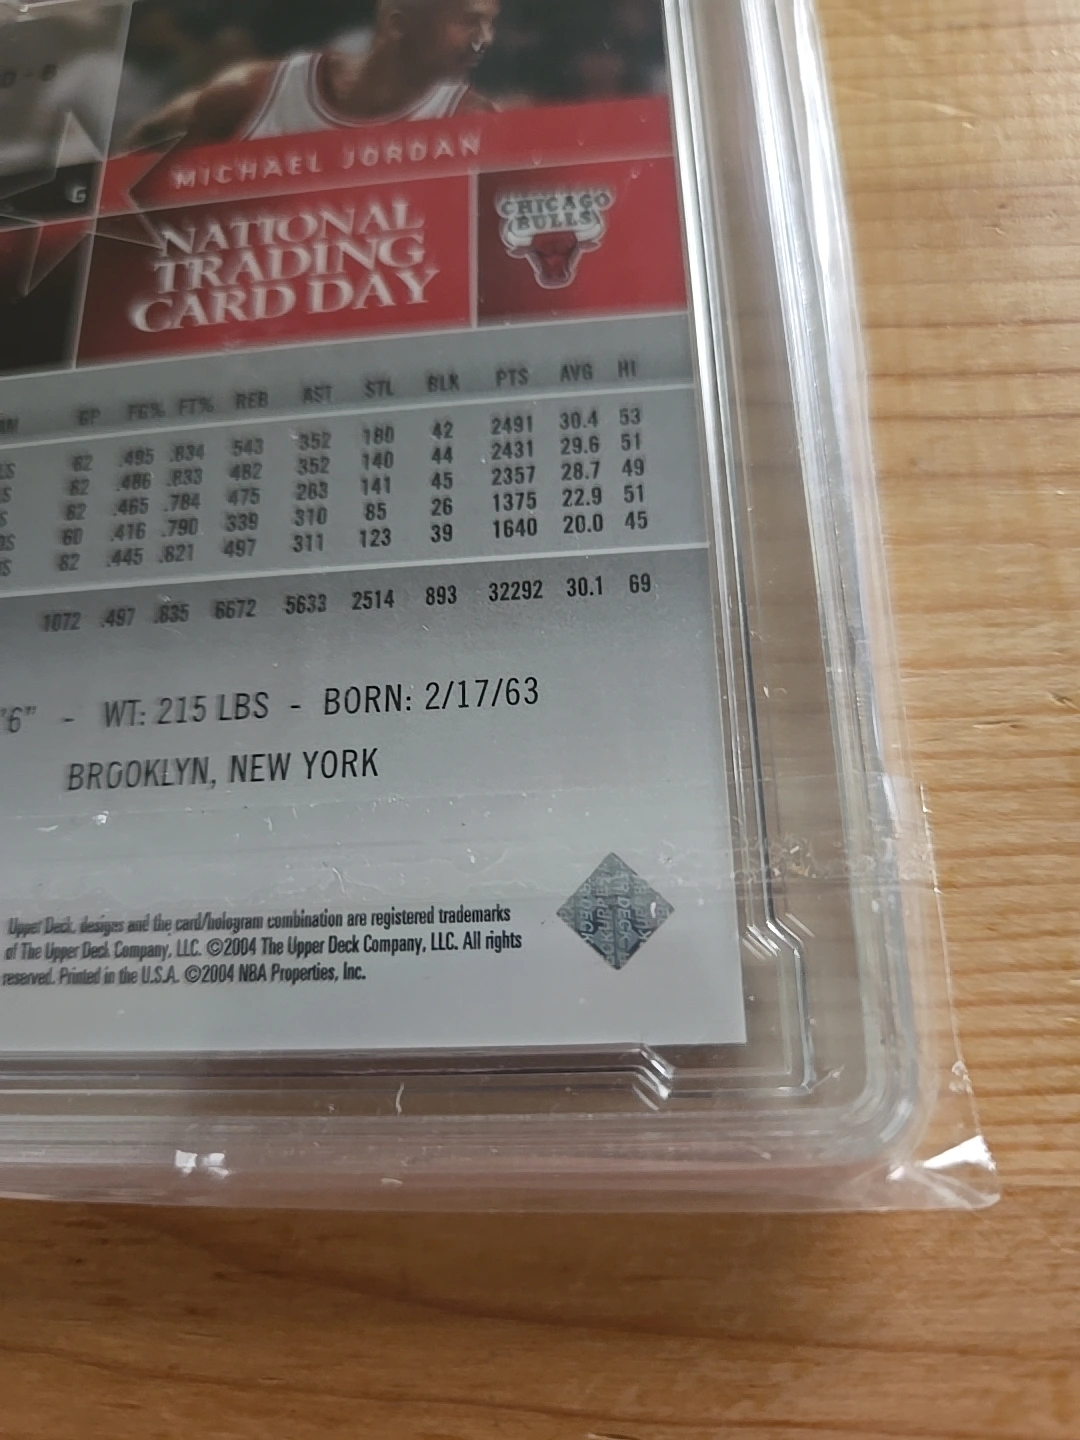 G
MICHAEL JORDAN
NATIONAL
TRADING
CARD DAY
CHICAGO
BULLS
GP FG% FT% REB AST STL BLK PTS AVG HI
82 .495 .834 543 352 180 42 2491 30.4 53
82 .486 .833 482 352 140 44 2431 29.6 51
82 .465 .784 475 283 141 45 2357 28.7 49
60 .416 .790 339 310 85 26 1375 22.9 51
82 .445 .821 497 311 123 39 1640 20.0 45
1072 .497 .835 6672 5633 2514 893 32292 30.1 69
'6" - WT: 215 LBS - BORN: 2/17/63
BROOKLYN, NEW YORK
Upper Deck, designs and the card/hologram combination are registered trademarks
of The Upper Deck Company, LLC. ©2004 The Upper Deck Company, LLC. All rights
reserved. Printed in the U.S.A. ©2004 NBA Properties, Inc.